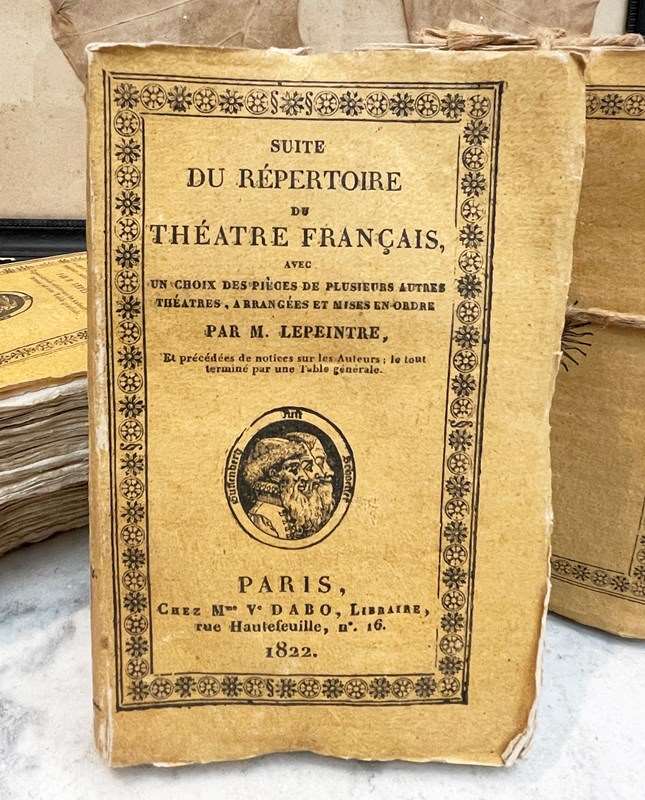 SUITE
DU RÉPERTOIRE
DU
THÉATRE FRANÇAIS,
AVEC
UN CHOIX DES PIÈCES DE PLUSIEURS AUTRES
THÉATRES, ARRANGÉES ET MISES EN ORDRE
PAR M. LEPEINTRE,
Et précédées de notices sur les Auteurs ; le tout
terminé par une Table générale.
PARIS,
CHEZ Mme Ve DABO, LIBRAIRE,
rue Hautefeuille, n°. 16.
1822.